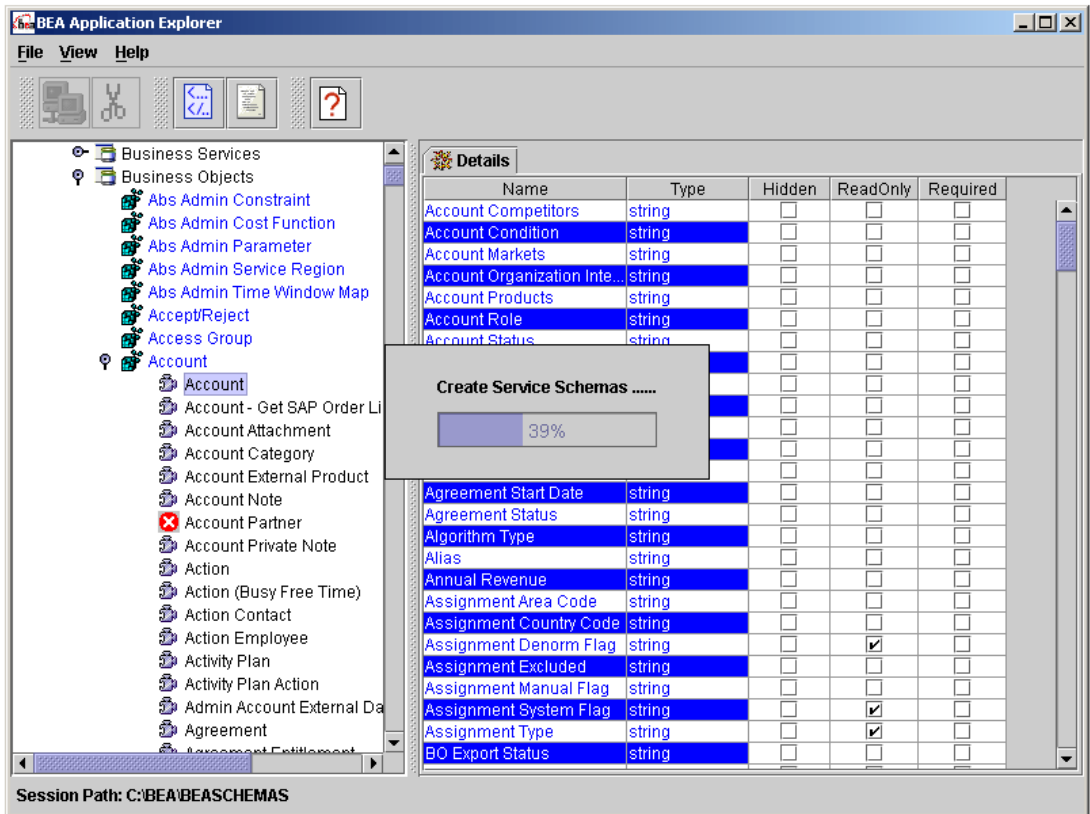 BEA Application Explorer
File View Help
Business Services
Business Objects
Abs Admin Constraint
Abs Admin Cost Function
Abs Admin Parameter
Abs Admin Service Region
Abs Admin Time Window Map
Accept/Reject
Access Group
Account
Account
Account - Get SAP Order Li
Account Attachment
Account Category
Account External Product
Account Note
Account Partner
Account Private Note
Action
Action (Busy Free Time)
Action Contact
Action Employee
Activity Plan
Activity Plan Action
Admin Account External Da
Agreement
Agreement Entitlement
Details
Name Type Hidden ReadOnly Required
Account Competitors string
Account Condition string
Account Markets string
Account Organization Inte... string
Account Products string
Account Role string
Account Status string
Create Service Schemas ......
39%
Agreement Start Date string
Agreement Status string
Algorithm Type string
Alias string
Annual Revenue string
Assignment Area Code string
Assignment Country Code string
Assignment Denorm Flag string
Assignment Excluded string
Assignment Manual Flag string
Assignment System Flag string
Assignment Type string
BO Export Status string
Session Path: C:\BEA\BEASCHEMAS